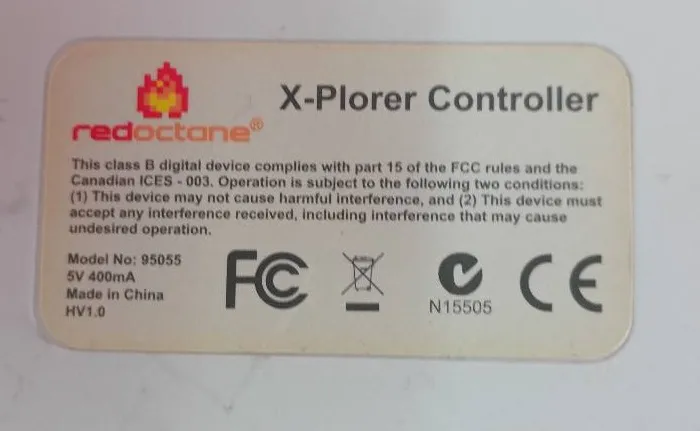 redoctane®
X-Plorer Controller
This class B digital device complies with part 15 of the FCC rules and the
Canadian ICES - 003. Operation is subject to the following two conditions:
(1) This device may not cause harmful interference, and (2) This device must
accept any interference received, including interference that may cause
undesired operation.
Model No: 95055
5V 400mA
Made in China
HV1.0
FC
N15505
CE